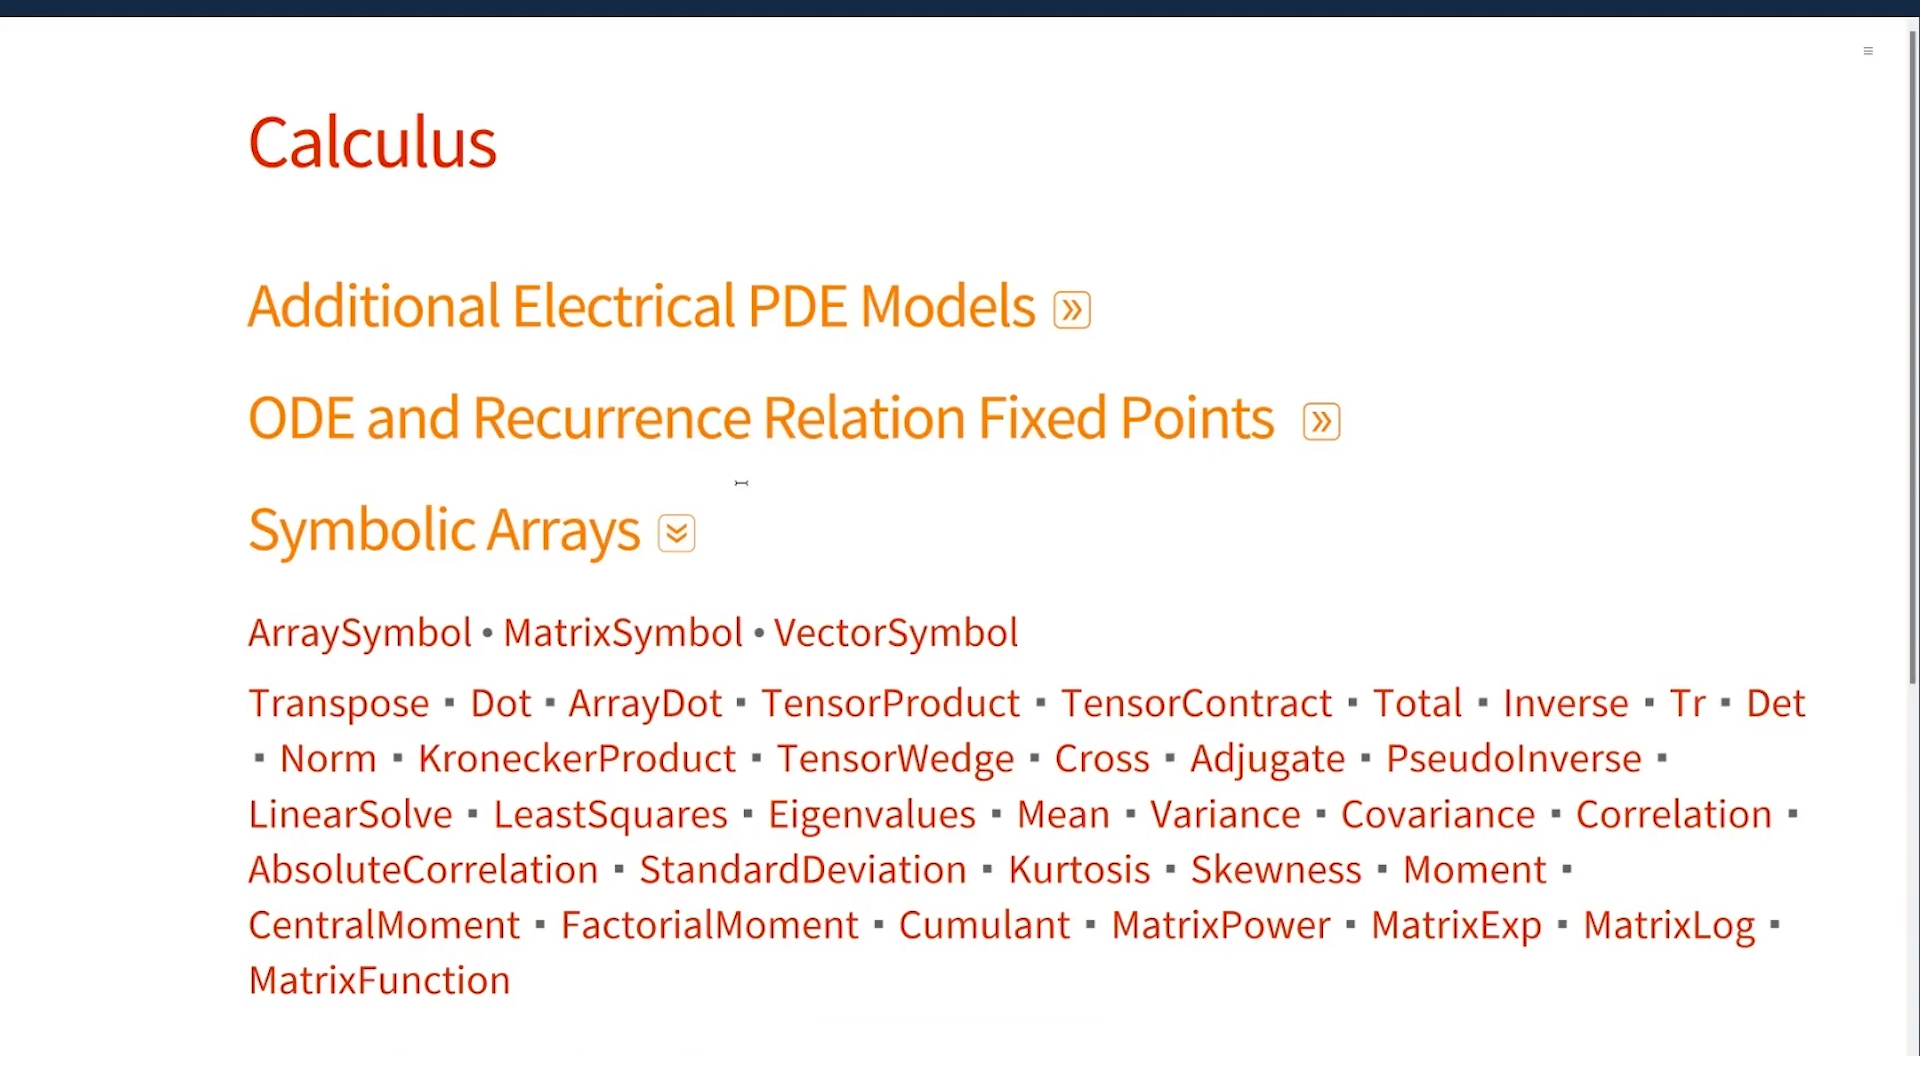 Calculus
Additional Electrical PDE Models »
ODE and Recurrence Relation Fixed Points »
Symbolic Arrays
ArraySymbol • MatrixSymbol • VectorSymbol
Transpose ▪ Dot ▪ ArrayDot ▪ TensorProduct ▪ TensorContract ▪ Total ▪ Inverse ▪ Tr ▪ Det
▪ Norm ▪ KroneckerProduct ▪ TensorWedge ▪ Cross ▪ Adjugate ▪ PseudoInverse ▪
LinearSolve ▪ LeastSquares ▪ Eigenvalues ▪ Mean ▪ Variance ▪ Covariance ▪ Correlation ▪
AbsoluteCorrelation ▪ StandardDeviation ▪ Kurtosis ▪ Skewness ▪ Moment ▪
CentralMoment ▪ FactorialMoment ▪ Cumulant ▪ MatrixPower ▪ MatrixExp ▪ MatrixLog ▪
MatrixFunction